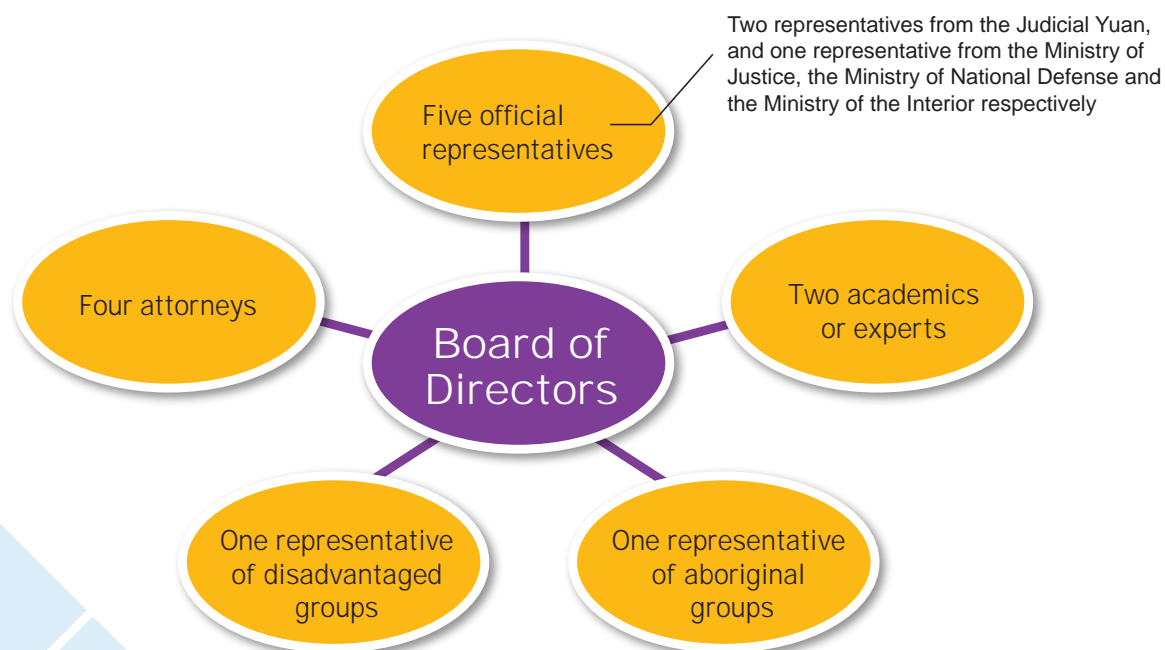 Two representatives from the Judicial Yuan,
and one representative from the Ministry of
Justice, the Ministry of National Defense and
the Ministry of the Interior respectively
Five official
representatives
Four attorneys
Two academics
or experts
Board of
Directors
One representative
of disadvantaged
groups
One representative
of aboriginal
groups